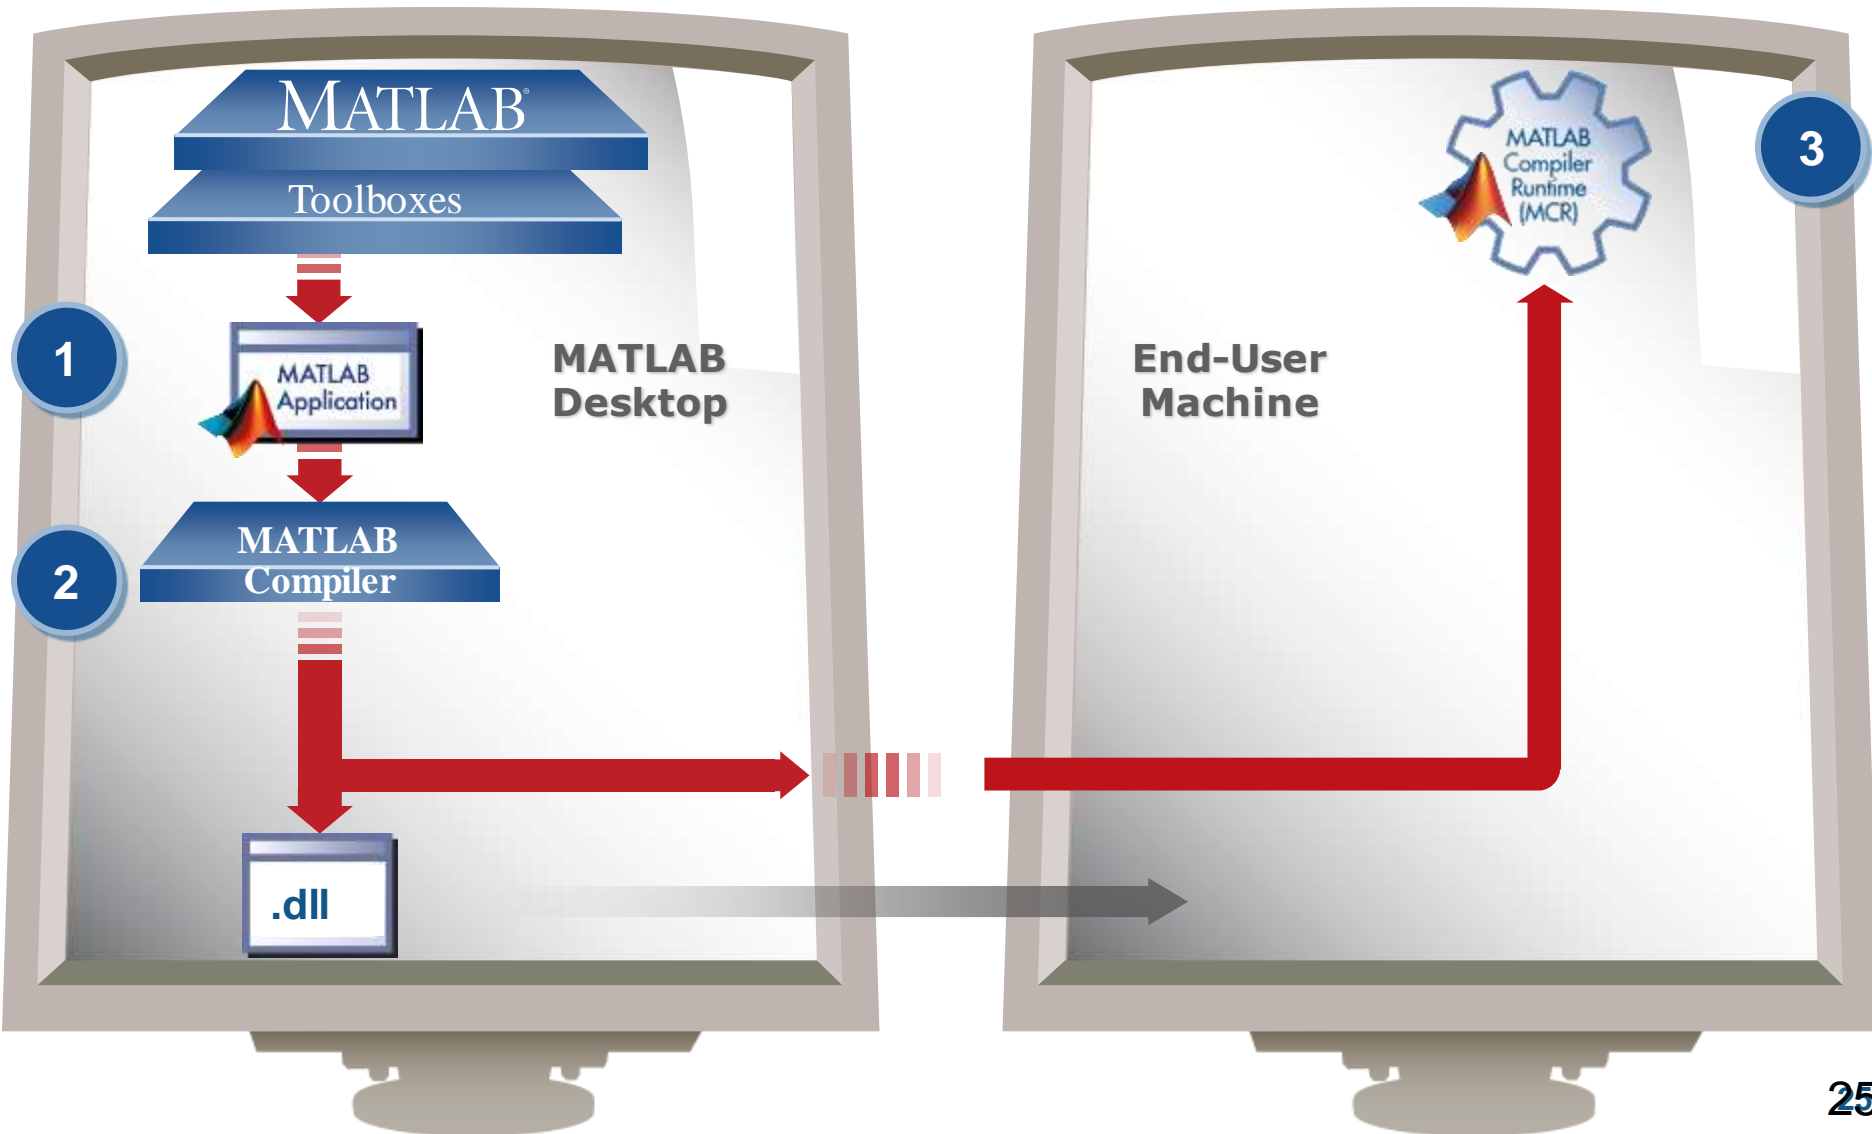 MATLAB®
Toolboxes
1
MATLAB
Application
MATLAB
Desktop
2
MATLAB
Compiler
.dll
MATLAB
Compiler
Runtime
(MCR)
3
End-User
Machine
25